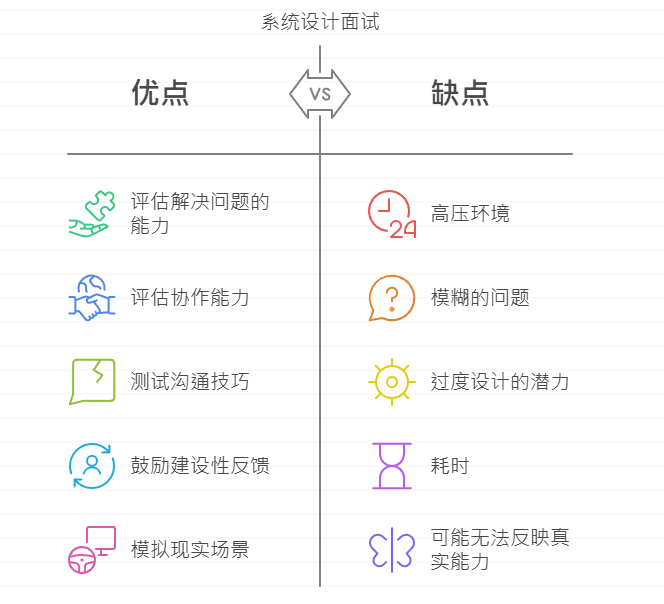 系统设计面试
优点
VS
缺点
评估解决问题的
能力
评估协作能力
测试沟通技巧
鼓励建设性反馈
模拟现实场景
24
高压环境
?
模糊的问题
过度设计的潜力
耗时
可能无法反映真
实能力